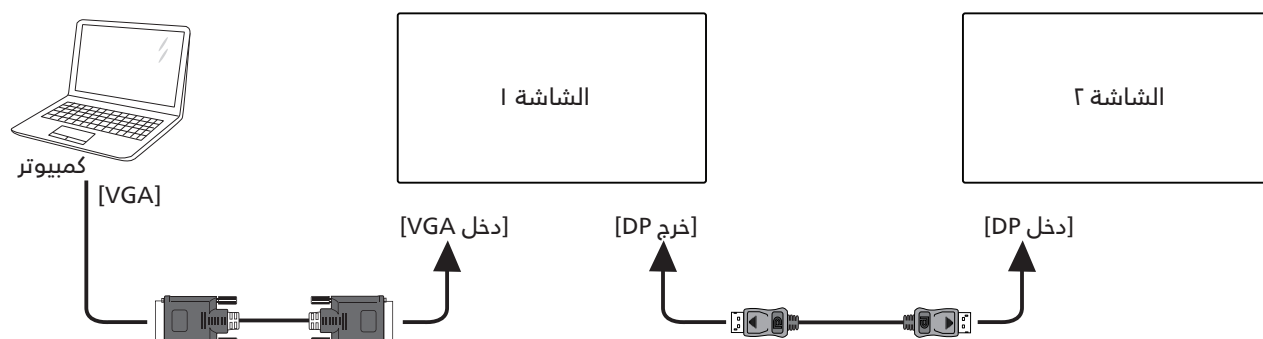 الشاشة ١
الشاشة ٢
كمبيوتر
[VGA]
[دخل VGA]
[خرج DP]
[دخل DP]